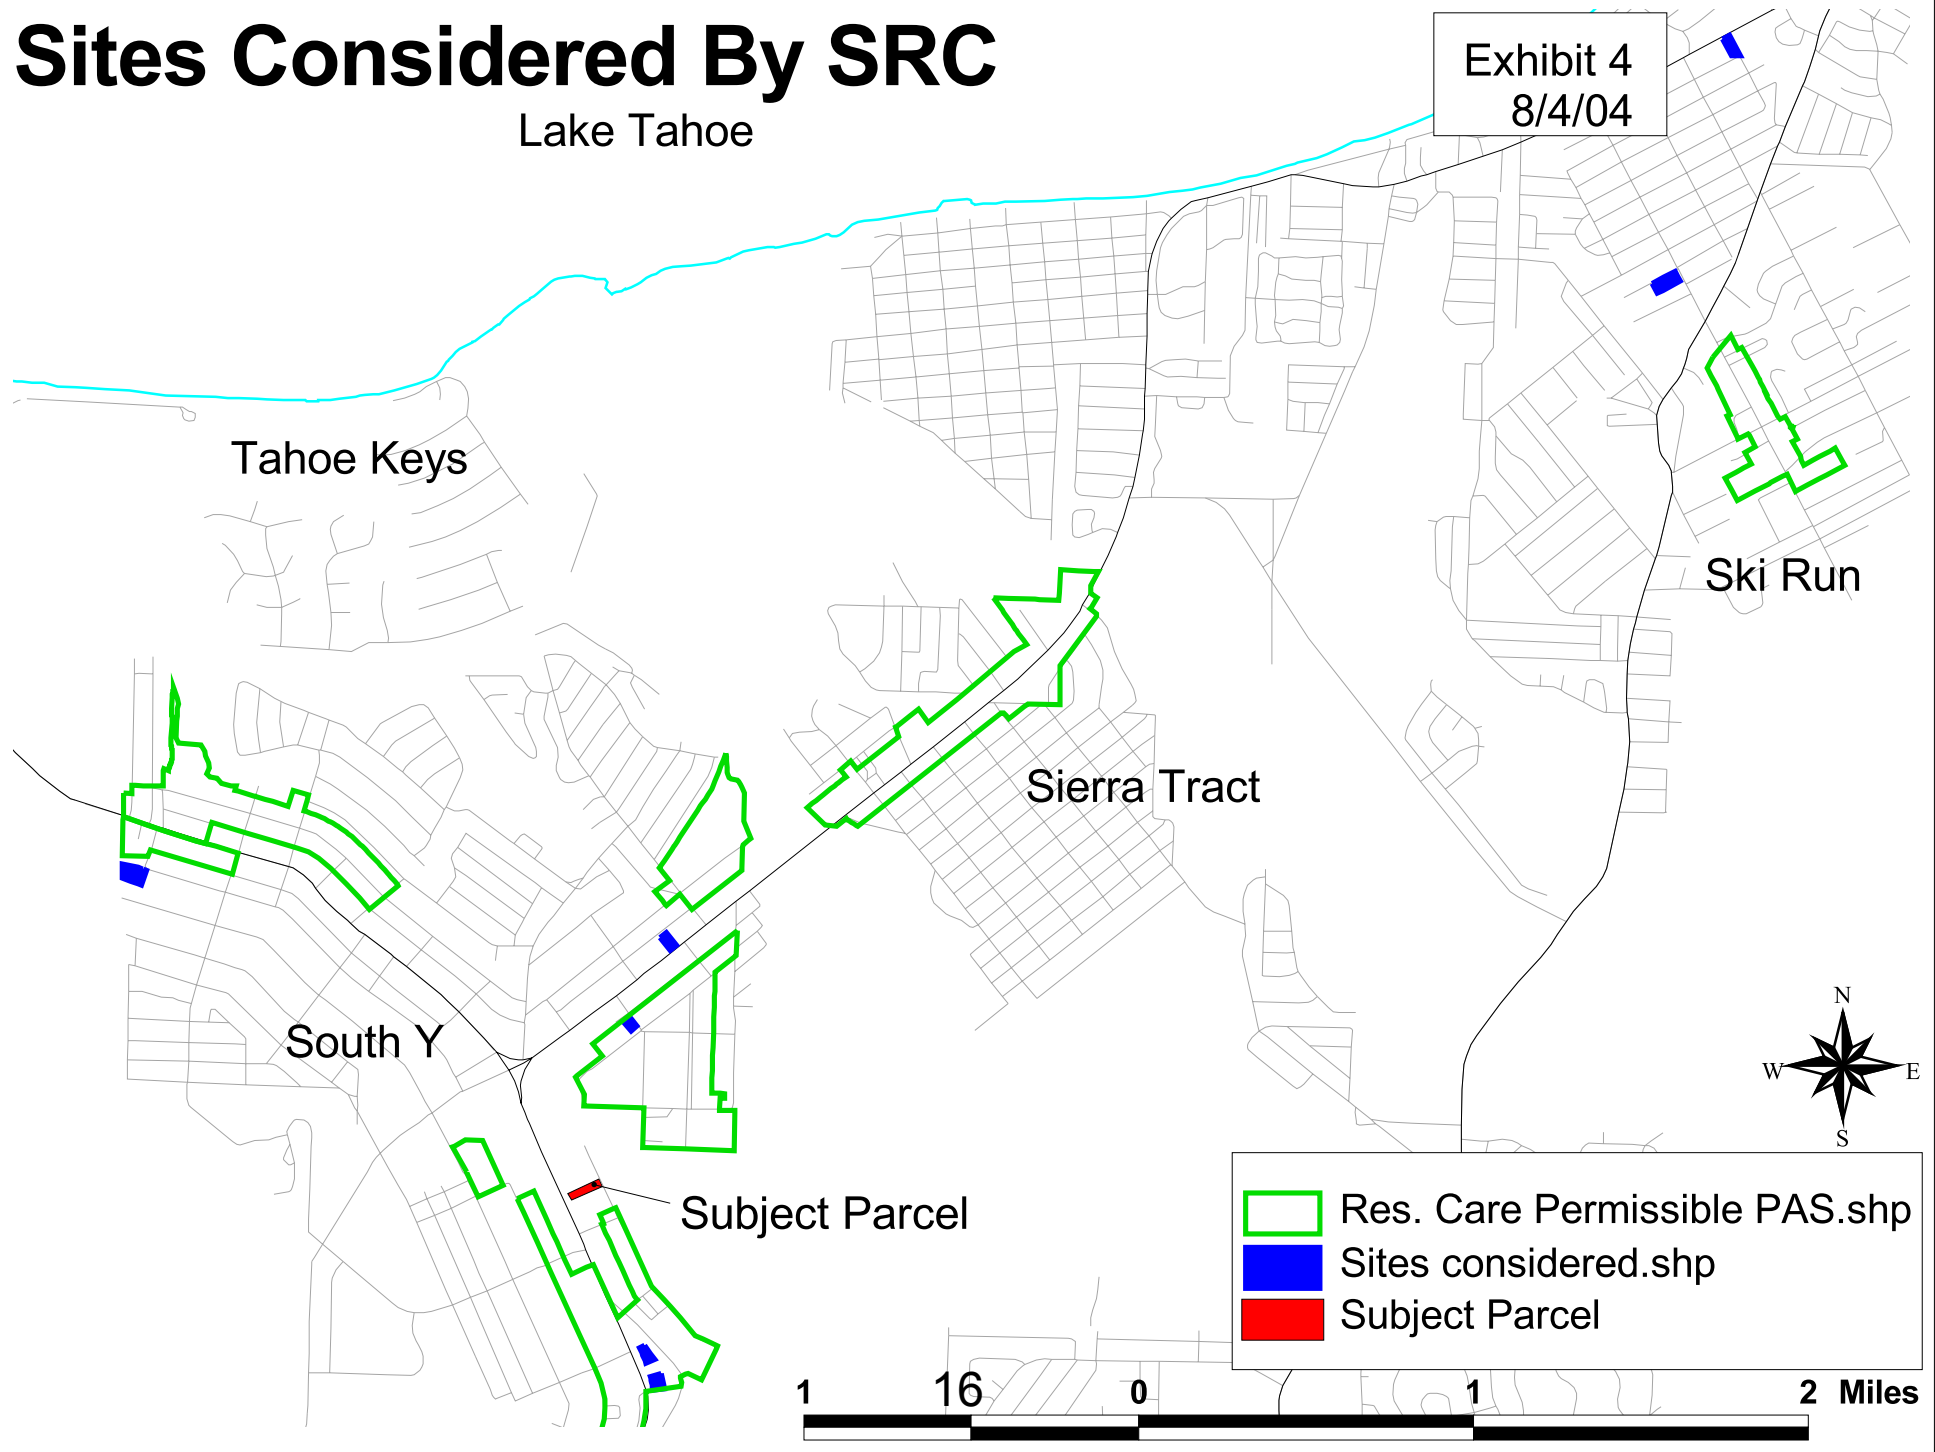 Sites Considered By SRC
Lake Tahoe
Exhibit 4
8/4/04
Tahoe Keys
Ski Run
Sierra Tract
South Y
N
W E
S
Subject Parcel
Res. Care Permissible PAS.shp
Sites considered.shp
Subject Parcel
1 16 0 1 2 Miles